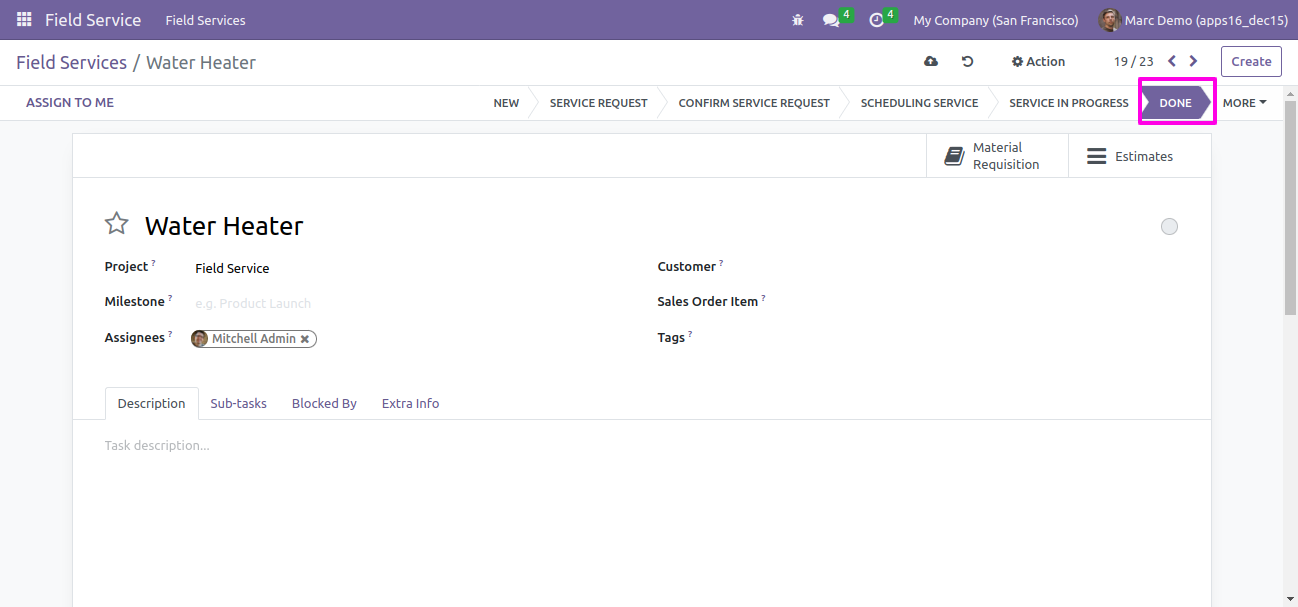 Field Service Field Services 4 4 My Company (San Francisco) Marc Demo (apps16_dec15)
Field Services / Water Heater Action 19 / 23 Create
ASSIGN TO ME NEW SERVICE REQUEST CONFIRM SERVICE REQUEST SCHEDULING SERVICE SERVICE IN PROGRESS DONE MORE
Material
Requisition
Estimates
Water Heater
Project ? Field Service Customer ?
Milestone ? e.g. Product Launch Sales Order Item ?
Assignees ? Mitchell Admin Tags ?
Description Sub-tasks Blocked By Extra Info
Task description...